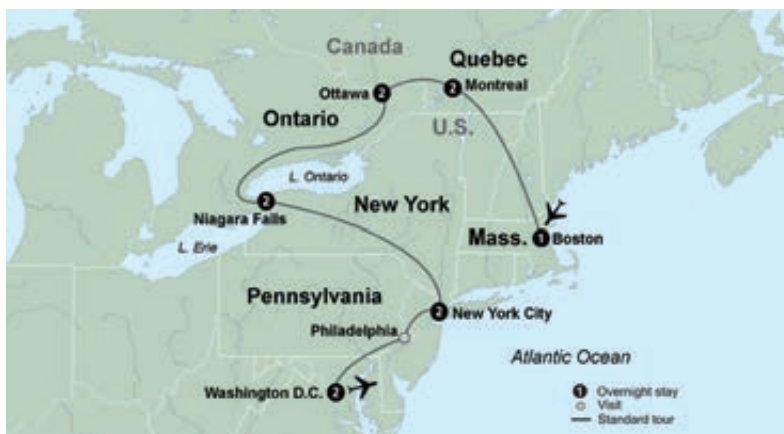 Canada
Quebec
2 Montreal
Ottawa 2
Ontario
U.S.
L. Ontario
2
New York
Niagara Falls
Mass. 1 Boston
L. Erie
Pennsylvania
2 New York City
Philadelphia
Atlantic Ocean
Washington D.C. 2
1 Overnight stay
Visit
Standard tour